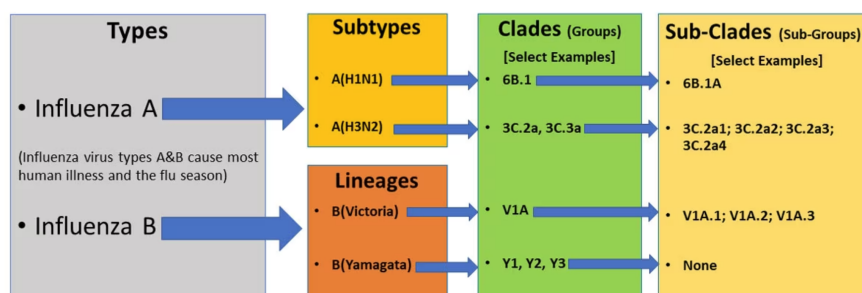 Types
• Influenza A
(Influenza virus types A&B cause most
human illness and the flu season)
• Influenza B
Subtypes
• A(H1N1)
• A(H3N2)
Lineages
• B(Victoria)
• B(Yamagata)
Clades (Groups)
[Select Examples]
• 6B.1
• 3C.2a, 3C.3a
• V1A
• Y1, Y2, Y3
Sub-Clades (Sub-Groups)
[Select Examples]
• 6B.1A
• 3C.2a1; 3C.2a2; 3C.2a3;
3C.2a4
• V1A.1; V1A.2; V1A.3
• None